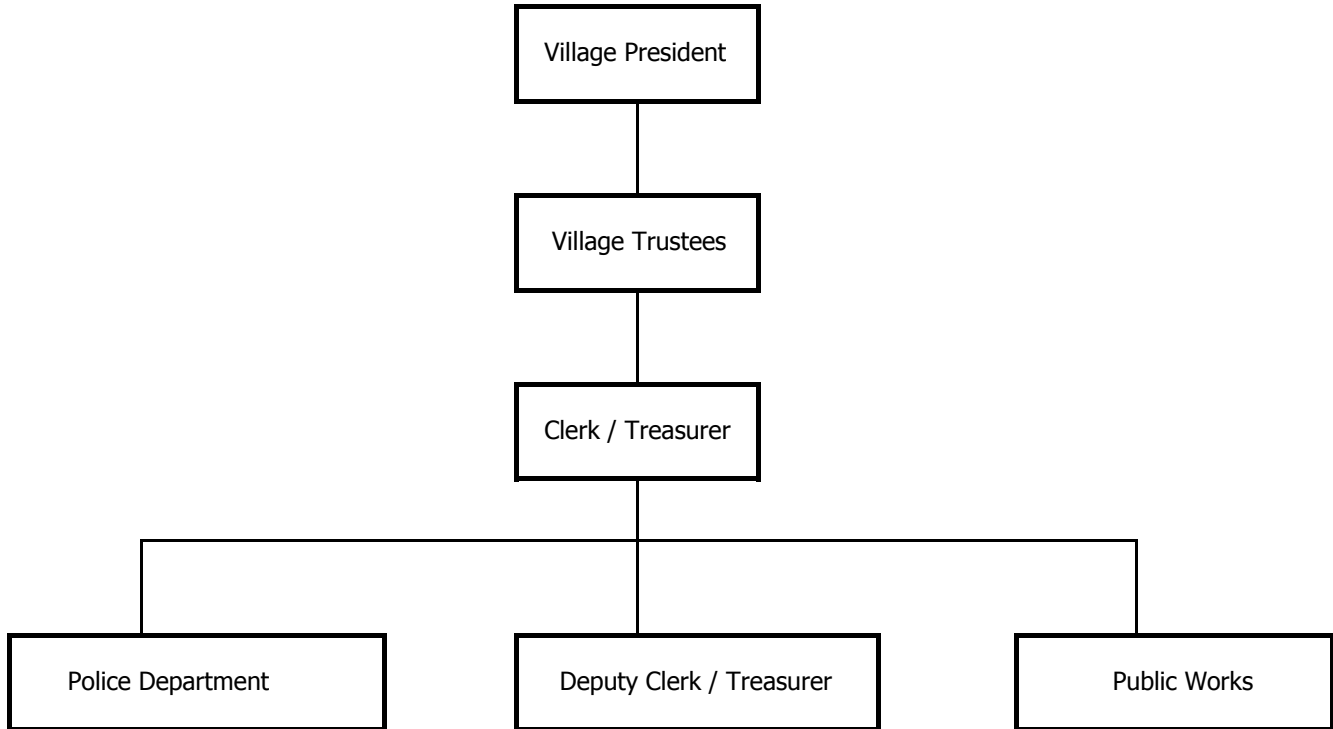 Village President
Village Trustees
Clerk / Treasurer
Police Department
Deputy Clerk / Treasurer
Public Works